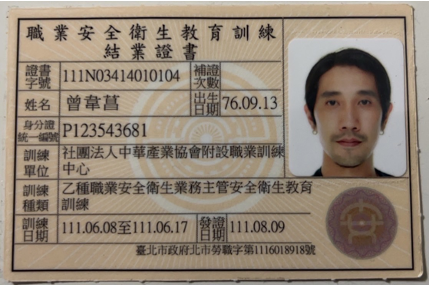 職業安全衛生教育訓練
結業證書
證書字號 111N03414010104 補證次數
姓名 曾韋菖 出生日期 76.09.13
身分證統一編號 P123543681
訓練單位 社團法人中華產業協會附設職業訓練
中心
訓練種類 乙種職業安全衛生業務主管安全衛生教育
訓練
訓練日期 111.06.08至111.06.17 發證日期 111.08.09
臺北市政府北市勞職字第1116018918號